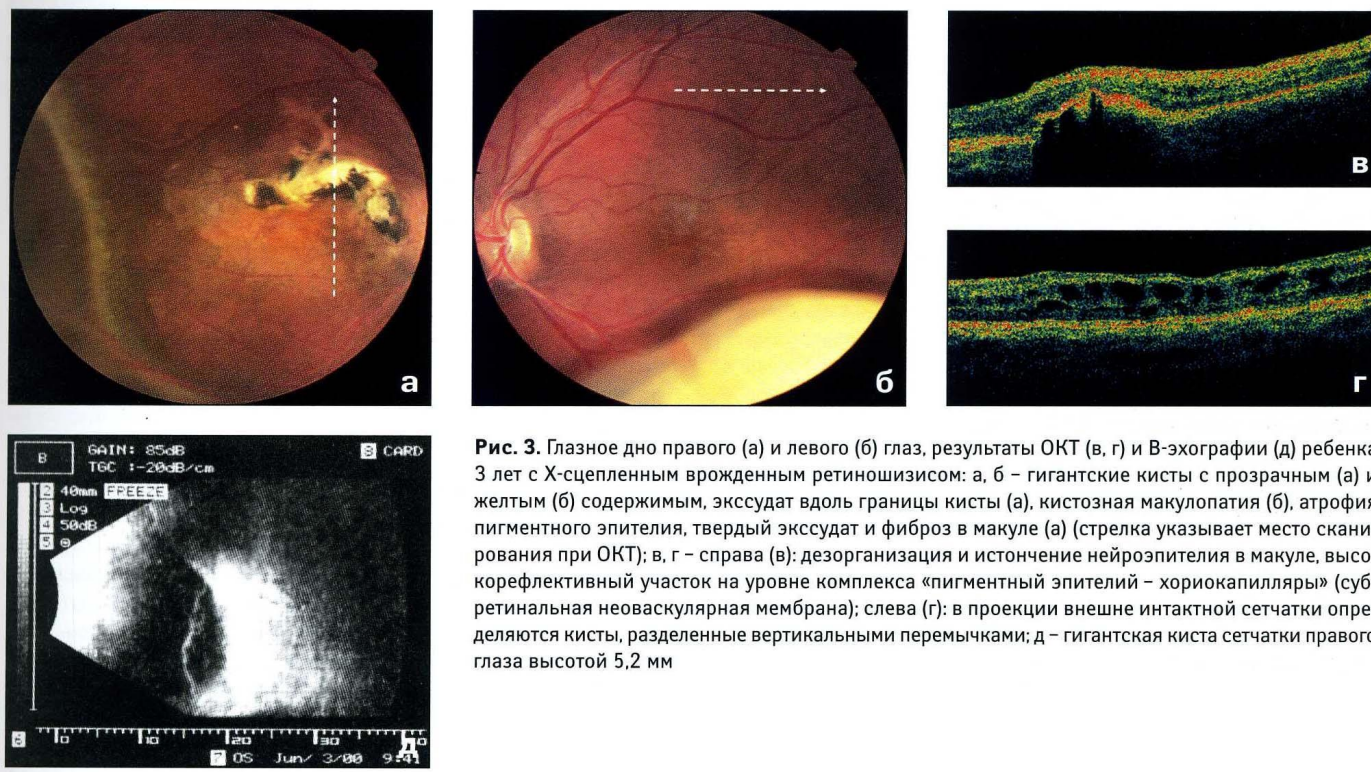 а
б
в
г
B
GAIN: 85dB
TGC :-20dB/cm
8 CARD
2 40mm FREEZE
3 Log
4 50dB
5
6
0 10 20 30
д
7 OS Jun/ 3/00 9:41
Рис. 3. Глазное дно правого (а) и левого (б) глаз, результаты ОКТ (в, г) и В-эхографии (д) ребенка
3 лет с Х-сцепленным врожденным ретиношизисом: а, б – гигантские кисты с прозрачным (а) и
желтым (б) содержимым, экссудат вдоль границы кисты (а), кистозная макулопатия (б), атрофия
пигментного эпителия, твердый экссудат и фиброз в макуле (а) (стрелка указывает место скани-
рования при ОКТ); в, г – справа (в): дезорганизация и истончение нейроэпителия в макуле, высо-
корефлективный участок на уровне комплекса «пигментный эпителий – хориокапилляры» (суб-
ретинальная неоваскулярная мембрана); слева (г): в проекции внешне интактной сетчатки опре-
деляются кисты, разделенные вертикальными перемычками; д – гигантская киста сетчатки правого
глаза высотой 5,2 мм